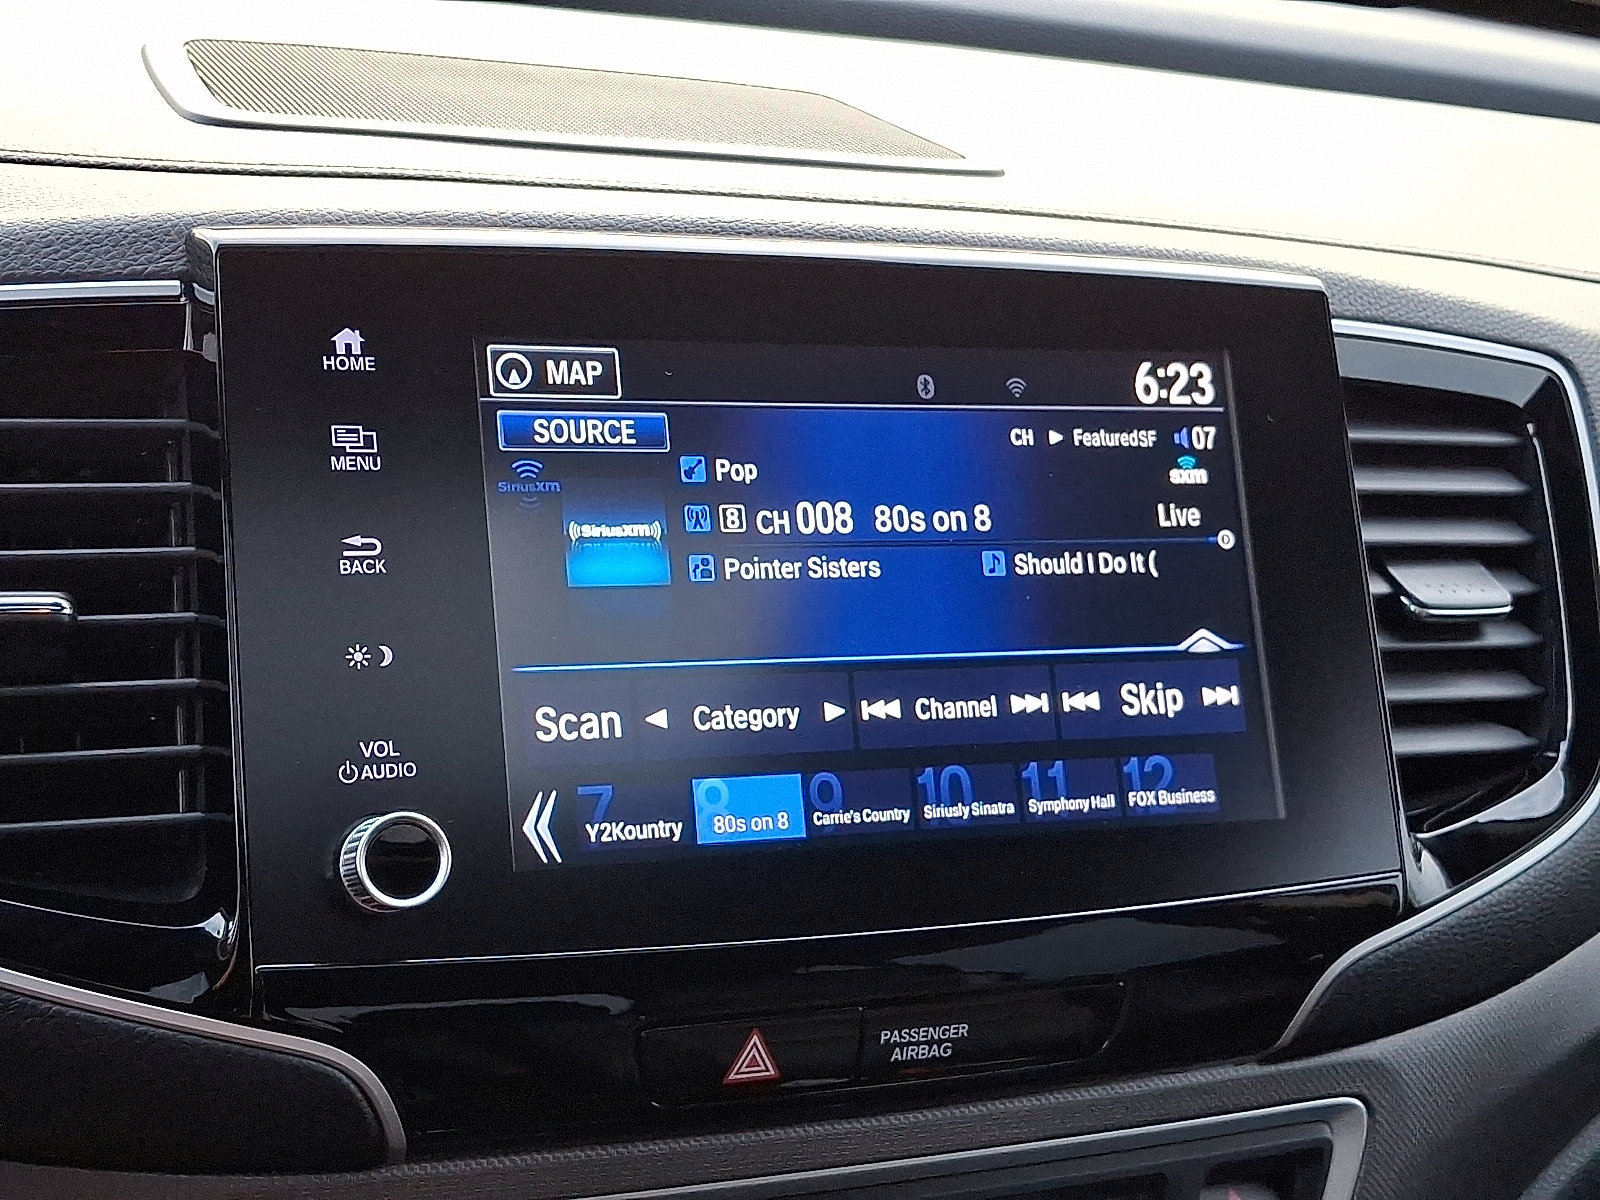 HOME
MENU
BACK
VOL
AUDIO
MAP
6:23
SOURCE
CH ▶ FeaturedSF 07
SiriusXM
Pop
sxm
((SiriusXM))
8 CH 008 80s on 8
Live
Pointer Sisters
Should I Do It (
Scan ◀ Category ▶ ⏮ Channel ⏭ ⏮ Skip ⏭
7 Y2Kountry
8 80s on 8
9 Carrie's Country
10 Siriusly Sinatra
11 Symphony Hall
12 FOX Business
PASSENGER
AIRBAG